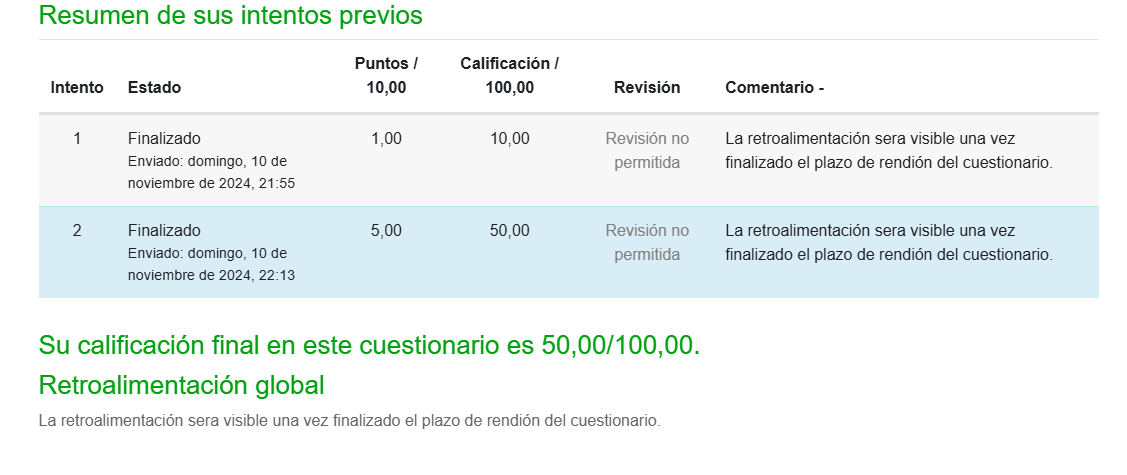 Resumen de sus intentos previos
Puntos / Calificación /
Intento Estado 10,00 100,00 Revisión Comentario -
1 Finalizado 1,00 10,00 Revisión no La retroalimentación sera visible una vez
Enviado: domingo, 10 de permitida finalizado el plazo de rendión del cuestionario.
noviembre de 2024, 21:55
2 Finalizado 5,00 50,00 Revisión no La retroalimentación sera visible una vez
Enviado: domingo, 10 de permitida finalizado el plazo de rendión del cuestionario.
noviembre de 2024, 22:13
Su calificación final en este cuestionario es 50,00/100,00.
Retroalimentación global
La retroalimentación sera visible una vez finalizado el plazo de rendión del cuestionario.